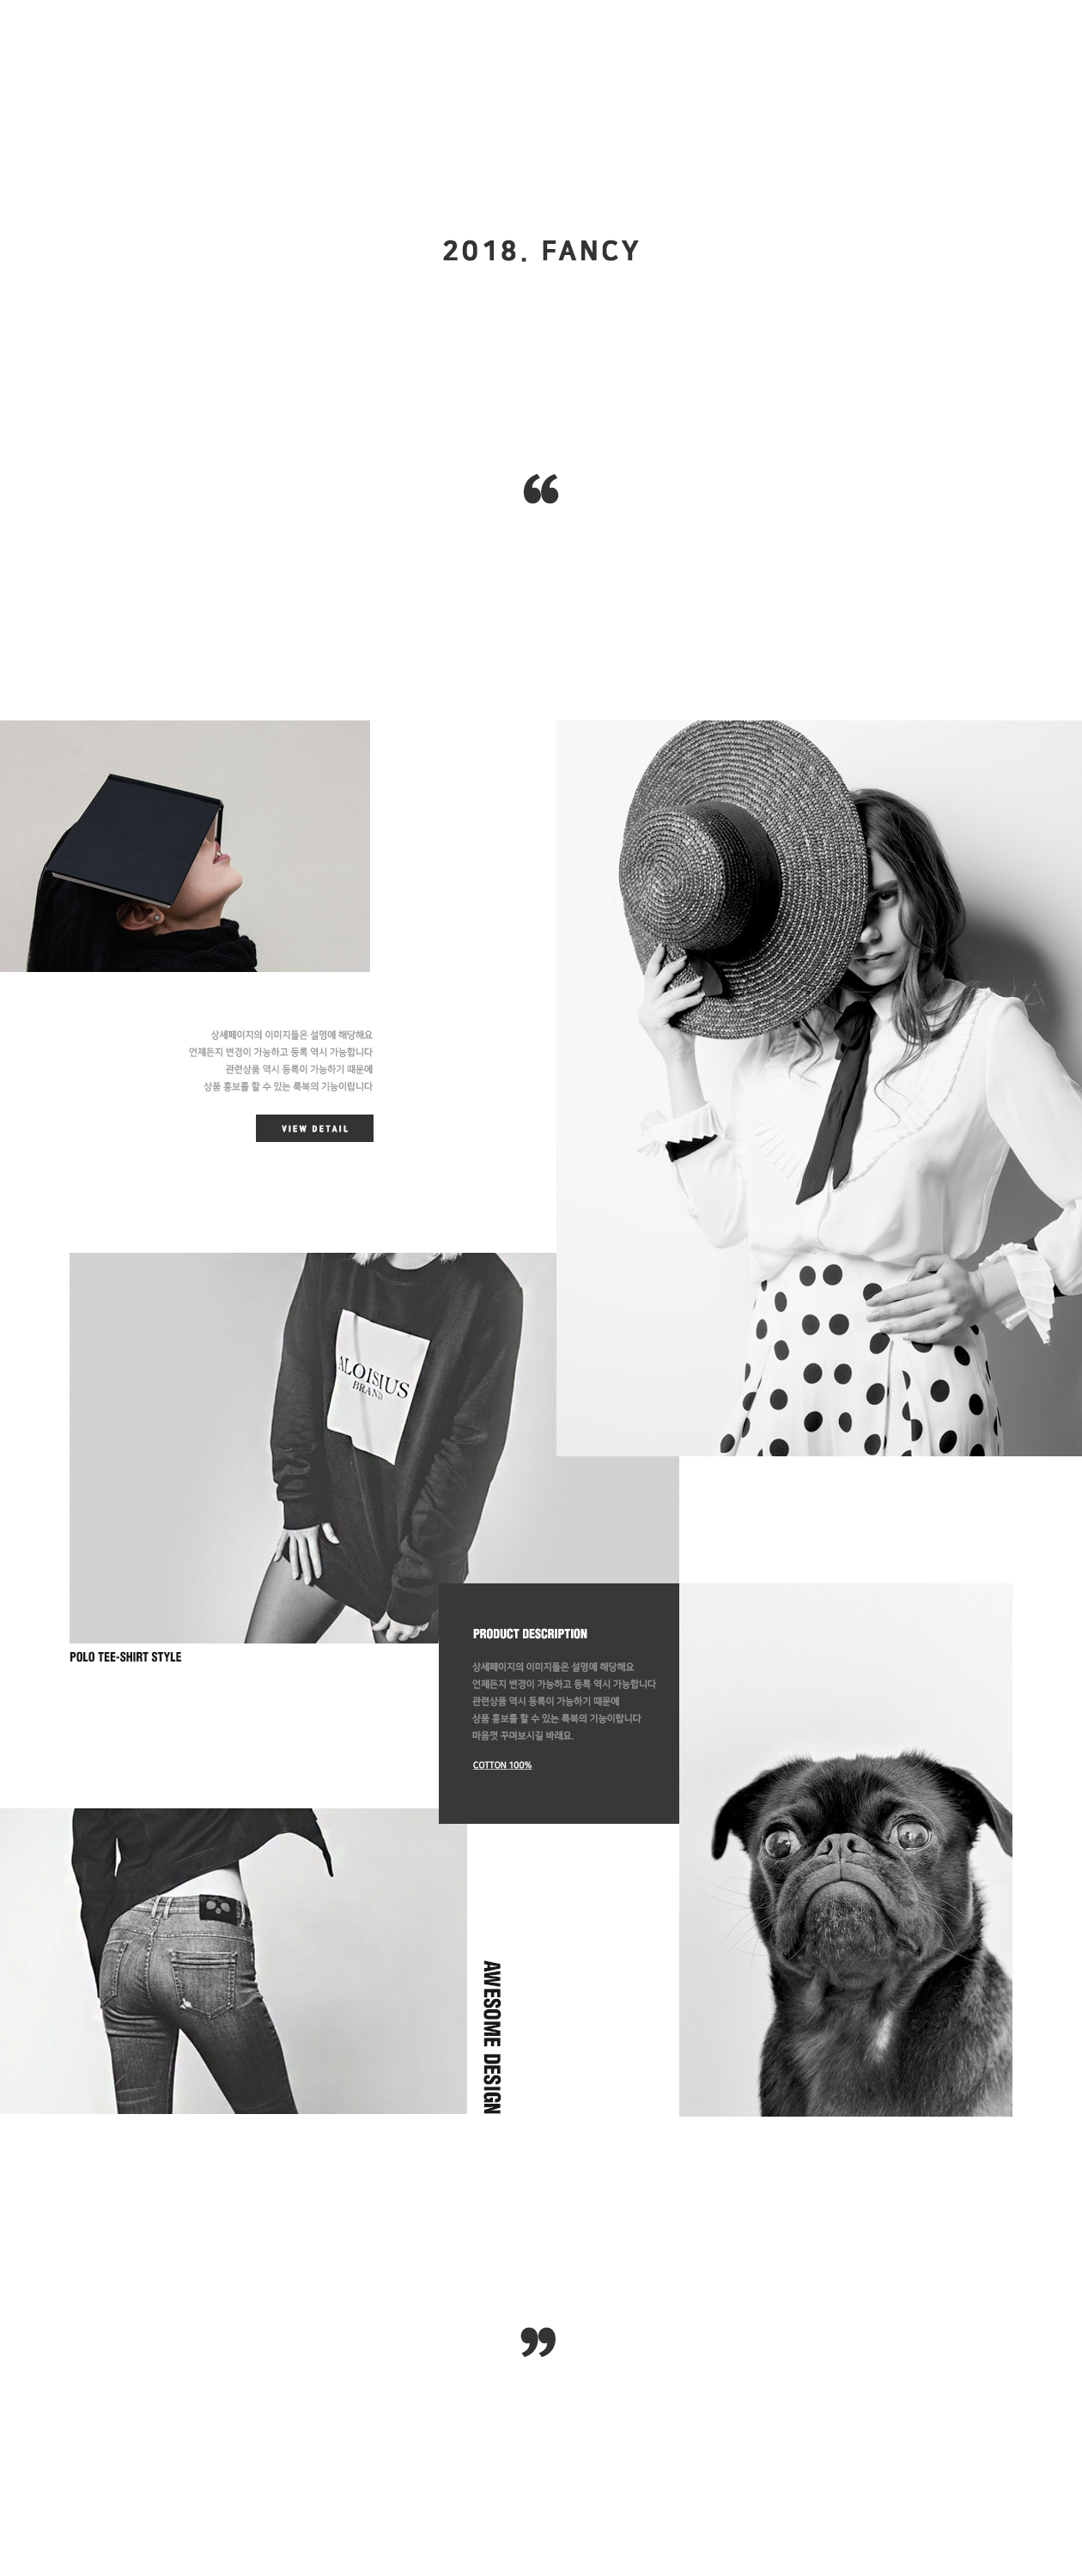 2018. FANCY
“
상세페이지의 이미지들은 설명에 해당해요
언제든지 변경이 가능하고 등록 역시 가능합니다
관련상품 역시 등록이 가능하기 때문에
상품 홍보를 할 수 있는 룩북의 기능이랍니다
VIEW DETAIL
ALOISIUS
BRAND
POLO TEE-SHIRT STYLE
PRODUCT DESCRIPTION
상세페이지의 이미지들은 설명에 해당해요
언제든지 변경이 가능하고 등록 역시 가능합니다
관련상품 역시 등록이 가능하기 때문에
상품 홍보를 할 수 있는 룩북의 기능이랍니다
마음껏 꾸며보시길 바래요.
COTTON 100%
AWESOME DESIGN
”